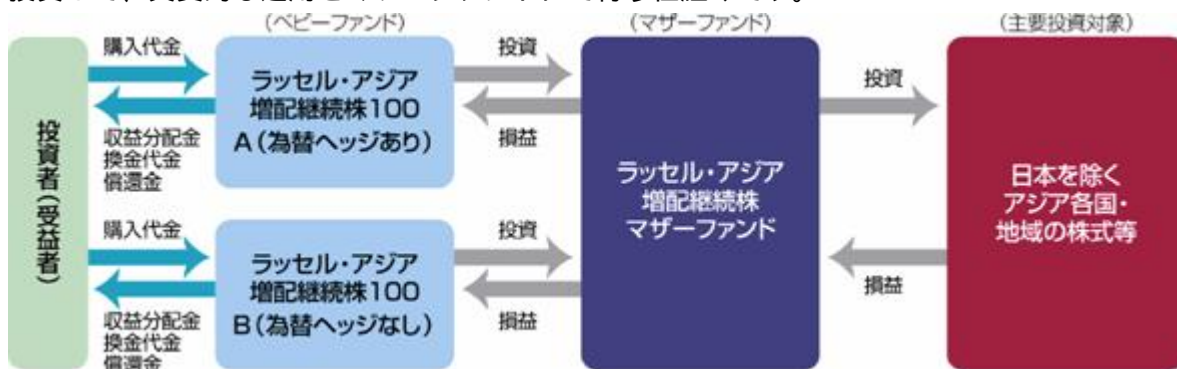 (ベビーファンド)
(マザーファンド)
(主要投資対象)
投資者(受益者)
購入代金
収益分配金
換金代金
償還金
ラッセル・アジア
増配継続株100
A(為替ヘッジあり)
投資
損益
購入代金
収益分配金
換金代金
償還金
ラッセル・アジア
増配継続株100
B(為替ヘッジなし)
投資
損益
ラッセル・アジア
増配継続株
マザーファンド
投資
損益
日本を除く
アジア各国・
地域の株式等